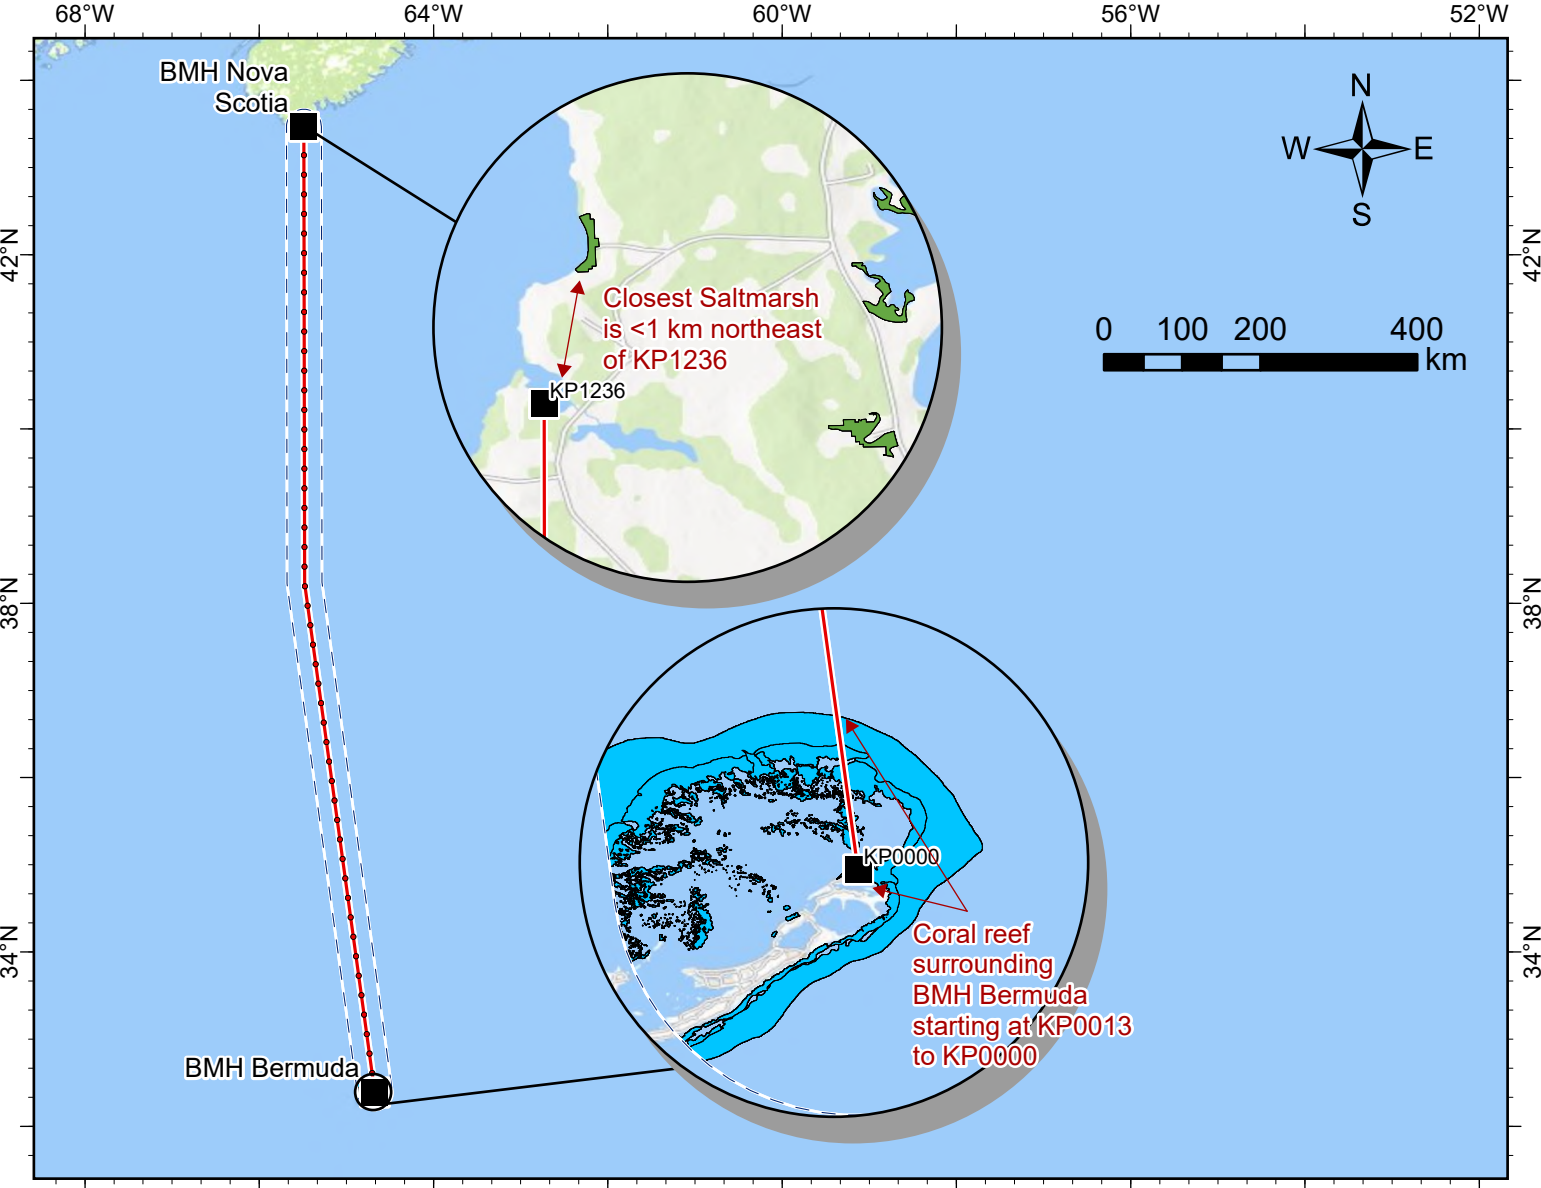 68°W
64°W
60°W
56°W
52°W
BMH Nova
Scotia
N
W
E
S
42°N
42°N
Closest Saltmarsh
is <1 km northeast
of KP1236
KP1236
0
100
200
400
km
38°N
38°N
KP0000
Coral reef
surrounding
BMH Bermuda
starting at KP0013
to KP0000
34°N
34°N
BMH Bermuda